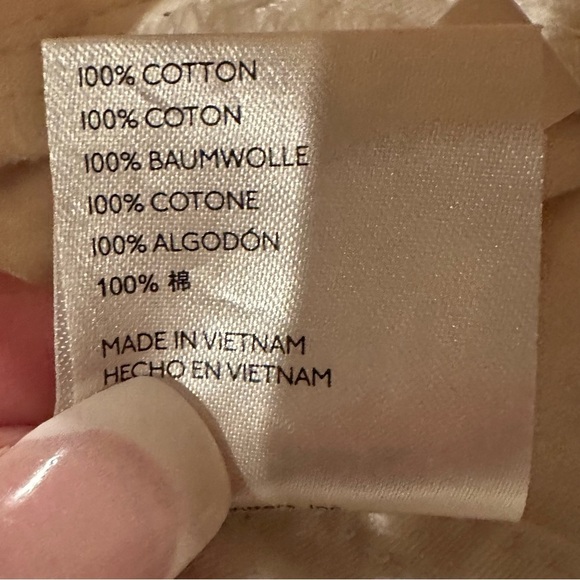 100% COTTON
100% COTON
100% BAUMWOLLE
100% COTONE
100% ALGODÓN
100% 棉
MADE IN VIETNAM
HECHO EN VIETNAM